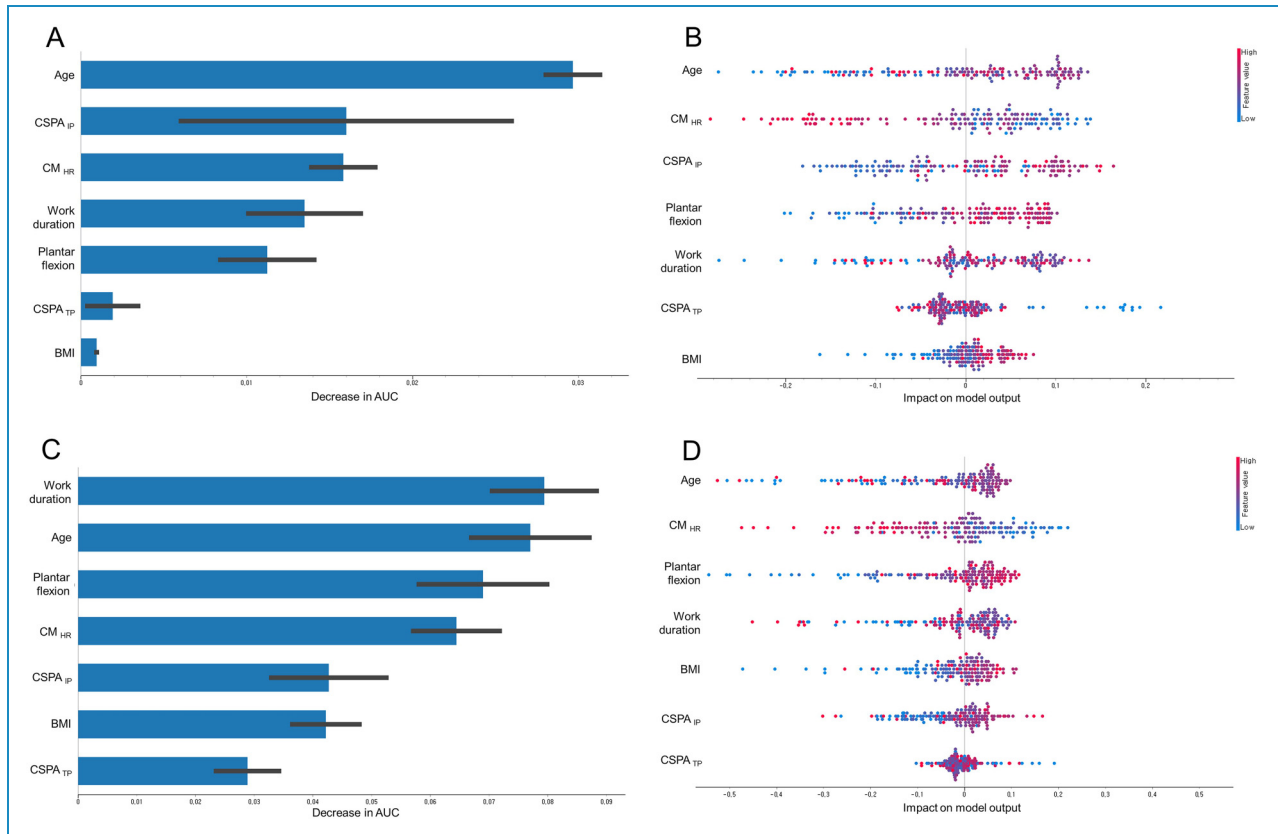 A
Age
CSPA IP
CM HR
Work
duration
Plantar
flexion
CSPA TP
BMI
0 0,01 0,02 0,03
Decrease in AUC
B
Age
CM HR
CSPA IP
Plantar
flexion
Work
duration
CSPA TP
BMI
−0,2 −0,1 0 0,1 0,2
Impact on model output
High
Feature value
Low
C
Work
duration
Age
Plantar
flexion
CM HR
CSPA IP
BMI
CSPA TP
0 0,01 0,02 0,03 0,04 0,05 0,06 0,07 0,08 0,09
Decrease in AUC
D
Age
CM HR
Plantar
flexion
Work
duration
BMI
CSPA IP
CSPA TP
−0,5 −0,4 −0,3 −0,2 −0,1 0 0,1 0,2 0,3 0,4 0,5
Impact on model output
High
Feature value
Low